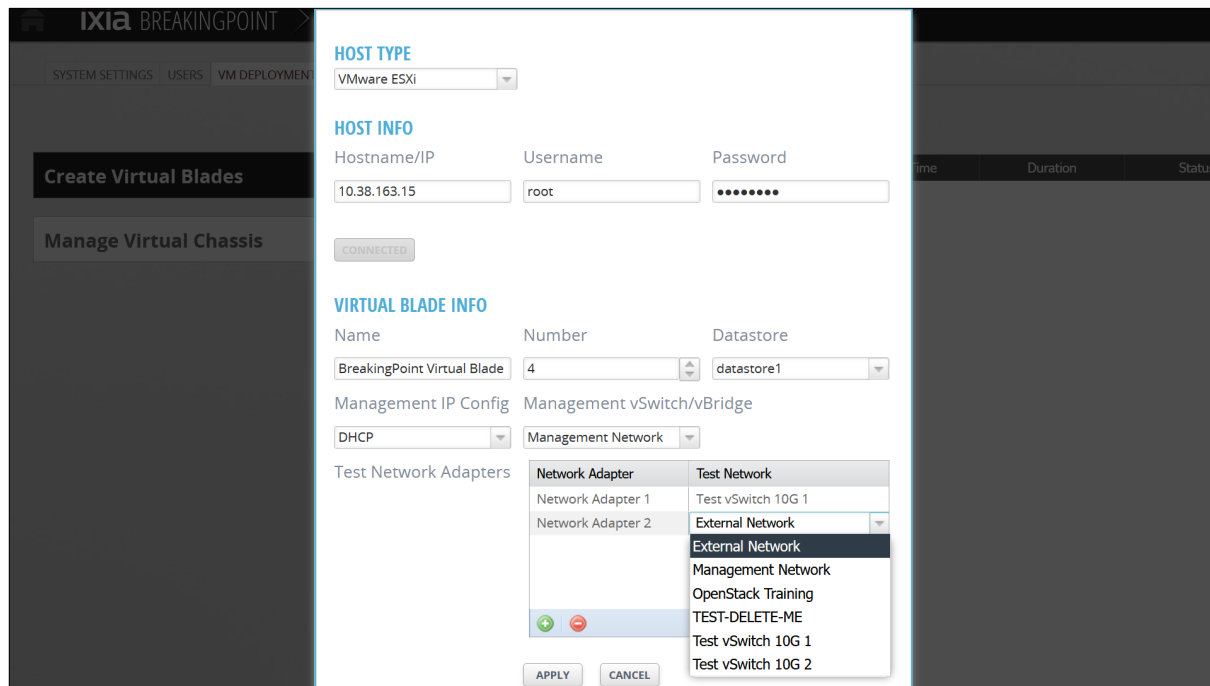 IXIA BREAKINGPOINT >
SYSTEM SETTINGS USERS VM DEPLOYMENT
Create Virtual Blades
Manage Virtual Chassis
Time Duration Statu
HOST TYPE
VMware ESXi
HOST INFO
Hostname/IP Username Password
10.38.163.15 root ••••••••
CONNECTED
VIRTUAL BLADE INFO
Name Number Datastore
BreakingPoint Virtual Blade 4 datastore1
Management IP Config Management vSwitch/vBridge
DHCP Management Network
Test Network Adapters
Network Adapter Test Network
Network Adapter 1 Test vSwitch 10G 1
Network Adapter 2 External Network
External Network
Management Network
OpenStack Training
TEST-DELETE-ME
Test vSwitch 10G 1
Test vSwitch 10G 2
APPLY CANCEL